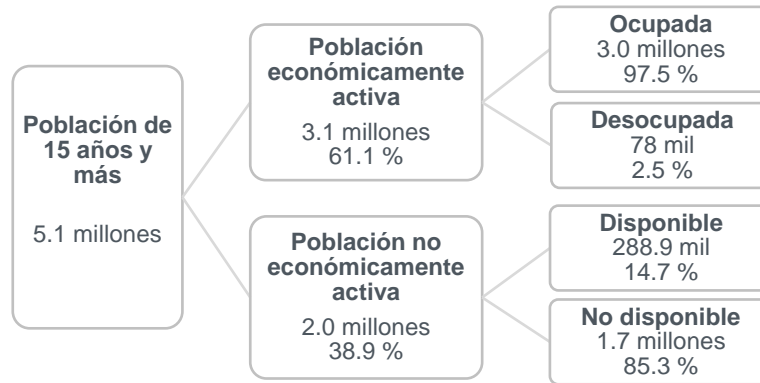 Población de
15 años y
más
5.1 millones
Población
económicamente
activa
3.1 millones
61.1 %
Población no
económicamente
activa
2.0 millones
38.9 %
Ocupada
3.0 millones
97.5 %
Desocupada
78 mil
2.5 %
Disponible
288.9 mil
14.7 %
No disponible
1.7 millones
85.3 %